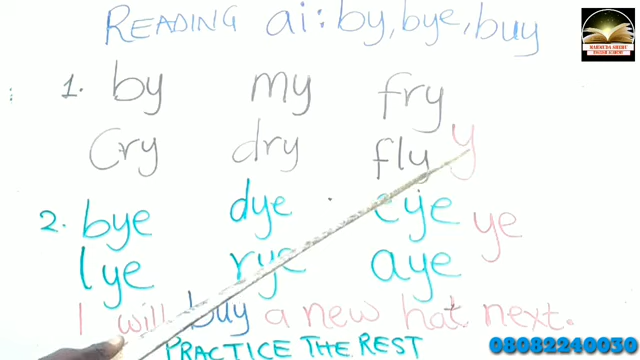 READING ai: by, bye, buy
1. by my fry
Cry dry fly y
2. bye dye eye
lye rye aye ye
I will buy a new hat next.
PRACTICE THE REST
08082240030